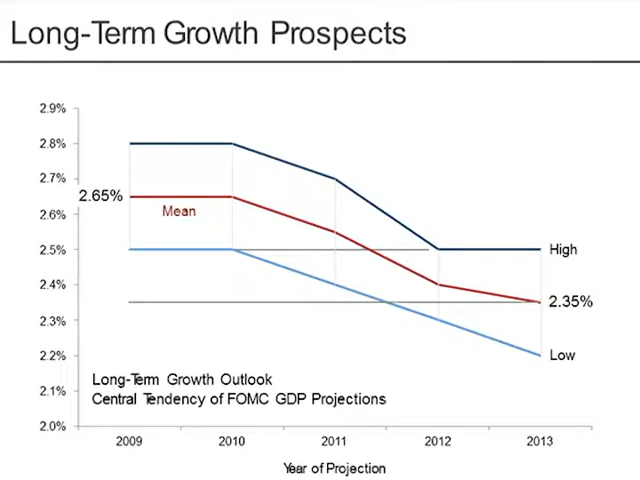 Long-Term Growth Prospects
2.9%
2.8%
2.7%
2.65%
Mean
2.6%
2.5%
High
2.4%
2.35%
2.3%
2.2%
Low
Long-Term Growth Outlook
2.1%
Central Tendency of FOMC GDP Projections
2.0%
2009 2010 2011 2012 2013
Year of Projection